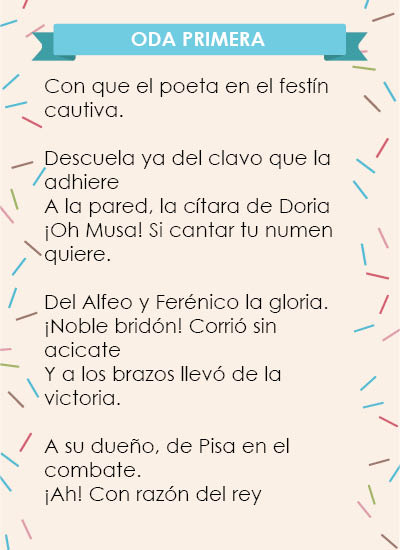 ODA PRIMERA
Con que el poeta en el festín
cautiva.
Descuela ya del clavo que la
adhiere
A la pared, la cítara de Doria
¡Oh Musa! Si cantar tu numen
quiere.
Del Alfeo y Ferénico la gloria.
¡Noble bridón! Corrió sin
acicate
Y a los brazos llevó de la
victoria.
A su dueño, de Pisa en el
combate.
¡Ah! Con razón del rey